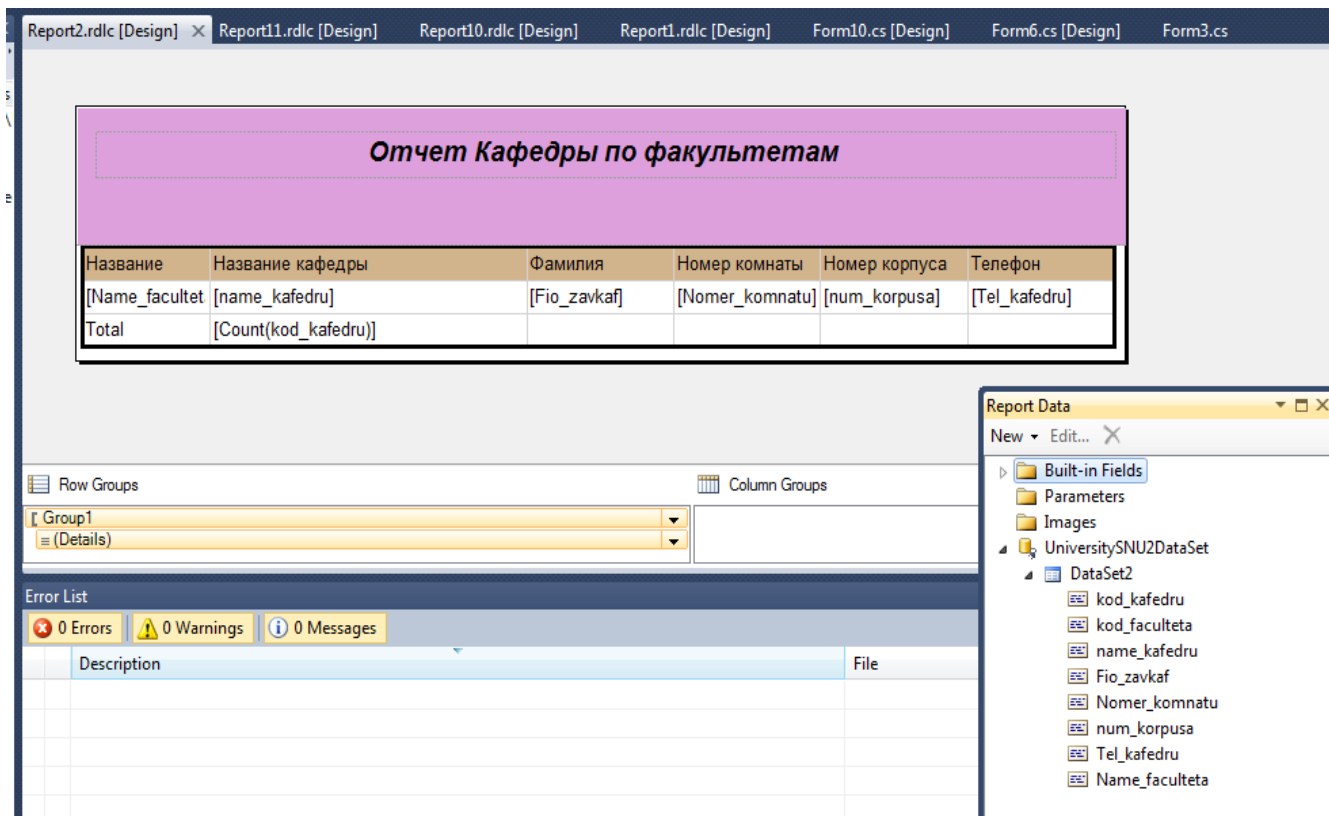 Report2.rdlc [Design] Report11.rdlc [Design] Report10.rdlc [Design] Report1.rdlc [Design] Form10.cs [Design] Form6.cs [Design] Form3.cs
Отчет Кафедры по факультетам
Название Название кафедры Фамилия Номер комнаты Номер корпуса Телефон
[Name_facultet [name_kafedru] [Fio_zavkaf] [Nomer_komnatu] [num_korpusa] [Tel_kafedru]
Total [Count(kod_kafedru)]
Row Groups Column Groups
Group1
(Details)
Error List
0 Errors 0 Warnings 0 Messages
Description File
Report Data
New Edit...
Built-in Fields
Parameters
Images
UniversitySNU2DataSet
DataSet2
kod_kafedru
kod_faculteta
name_kafedru
Fio_zavkaf
Nomer_komnatu
num_korpusa
Tel_kafedru
Name_faculteta